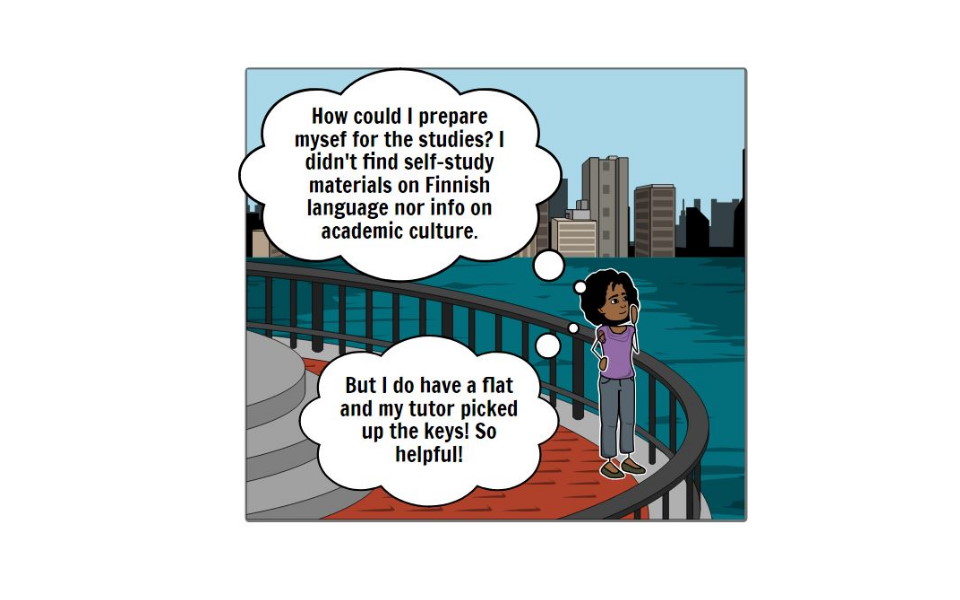 How could I prepare
mysef for the studies? I
didn't find self-study
materials on Finnish
language nor info on
academic culture.
But I do have a flat
and my tutor picked
up the keys! So
helpful!